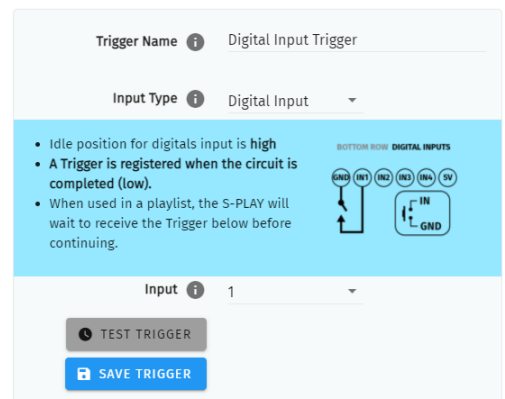 Trigger Name
Digital Input Trigger
Input Type
Digital Input
Idle position for digitals input is high
A Trigger is registered when the circuit is
completed (low).
When used in a playlist, the S-PLAY will
wait to receive the Trigger below before
continuing.
BOTTOM ROW DIGITAL INPUTS
GND IN1 IN2 IN3 IN4 5V
IN
GND
Input
1
TEST TRIGGER
SAVE TRIGGER